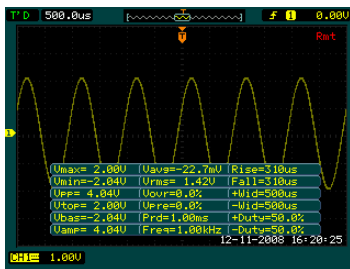 T'D 500.0us f 1 0.00V
T
Rmt
1
Vmax= 2.00V Vavg=-22.7mV Rise=310us
Vmin=-2.04V Vrms= 1.42V Fall=310us
Vpp= 4.04V Vovr=0.0% +Wid=500us
Vtop= 2.00V Vpre=0.0% -Wid=500us
Vbas=-2.04V Prd=1.00ms +Duty=50.0%
Vamp= 4.04V Freq=1.00kHz -Duty=50.0%
12-11-2008 16:20:25
CH1 1.00V